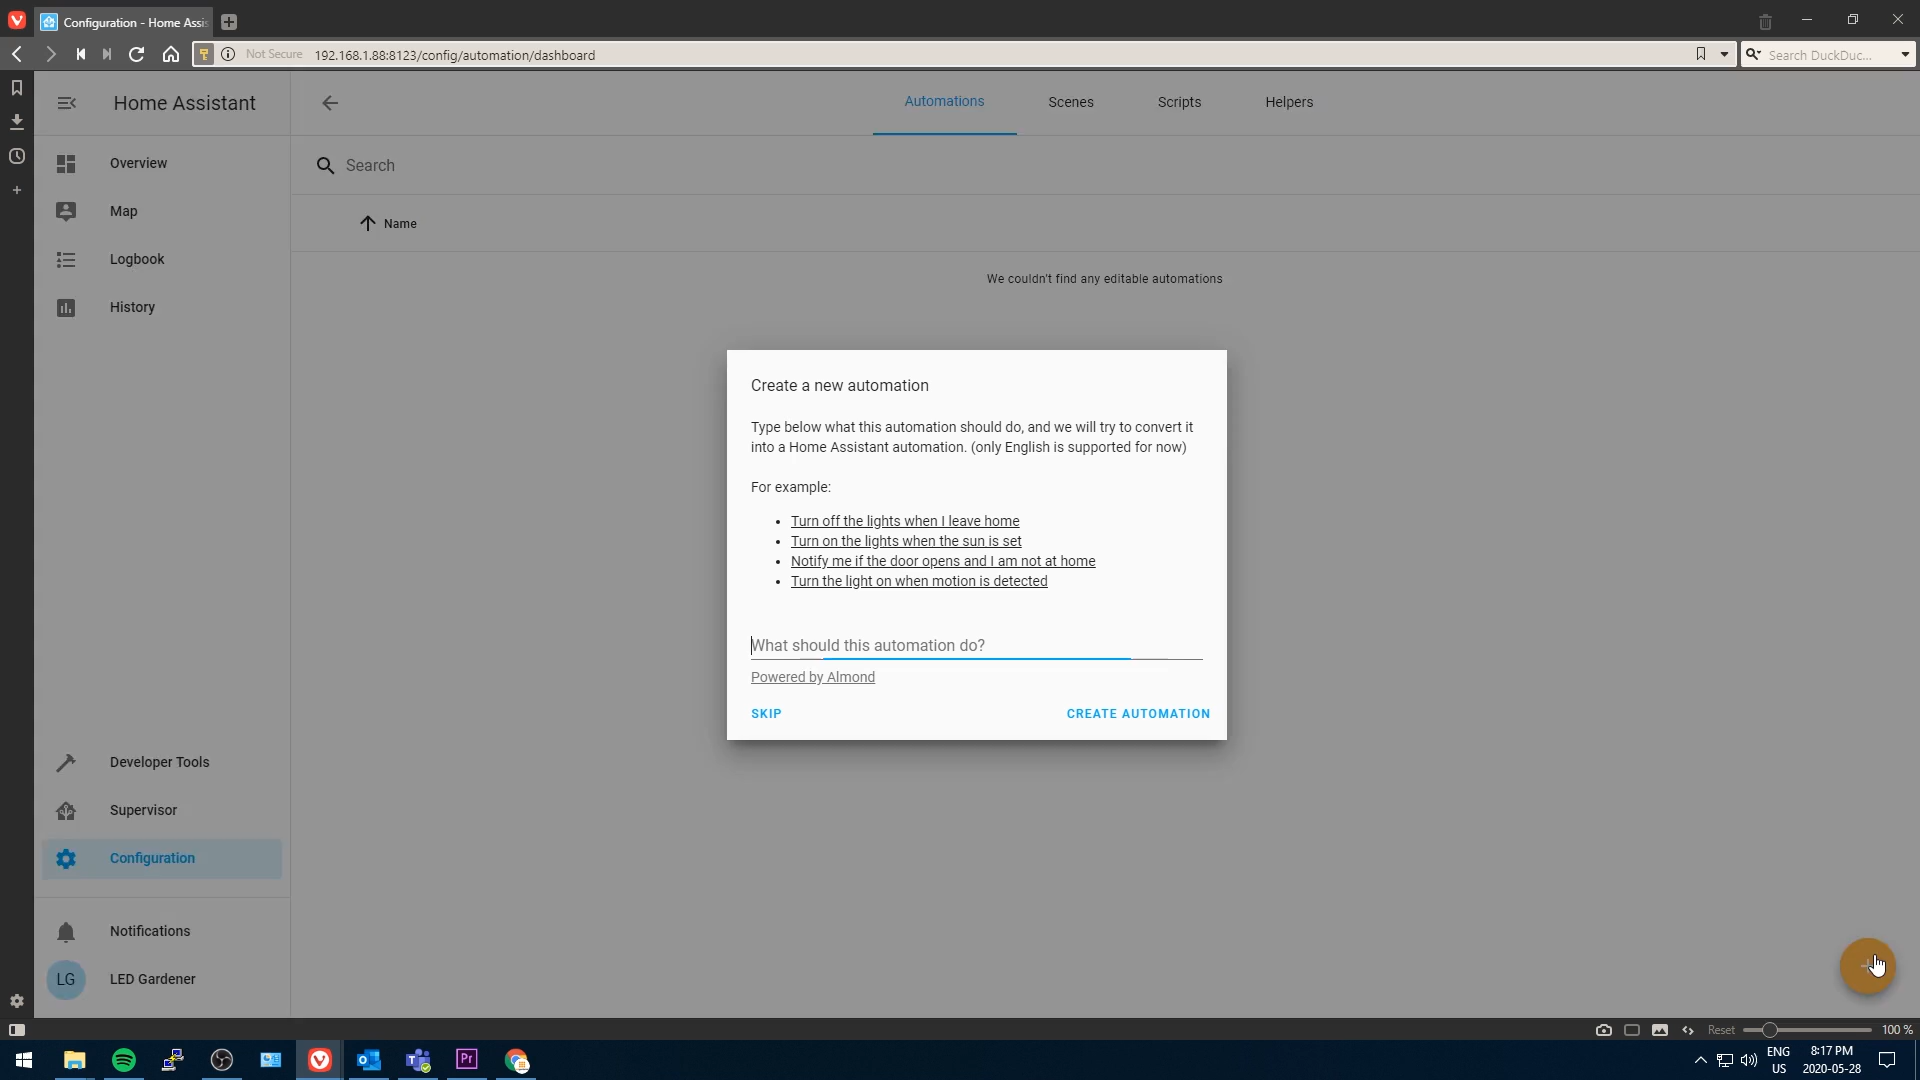 Configuration - Home Assis
Not Secure 192.168.1.88:8123/config/automation/dashboard
Search DuckDuc...
Home Assistant
Automations Scenes Scripts Helpers
Overview
Search
Map
Name
Logbook
We couldn't find any editable automations
History
Create a new automation
Type below what this automation should do, and we will try to convert it
into a Home Assistant automation. (only English is supported for now)
For example:
• Turn off the lights when I leave home
• Turn on the lights when the sun is set
• Notify me if the door opens and I am not at home
• Turn the light on when motion is detected
What should this automation do?
Powered by Almond
SKIP CREATE AUTOMATION
Developer Tools
Supervisor
Configuration
Notifications
LG LED Gardener
Reset 100 %
Pr
ENG
US
8:17 PM
2020-05-28